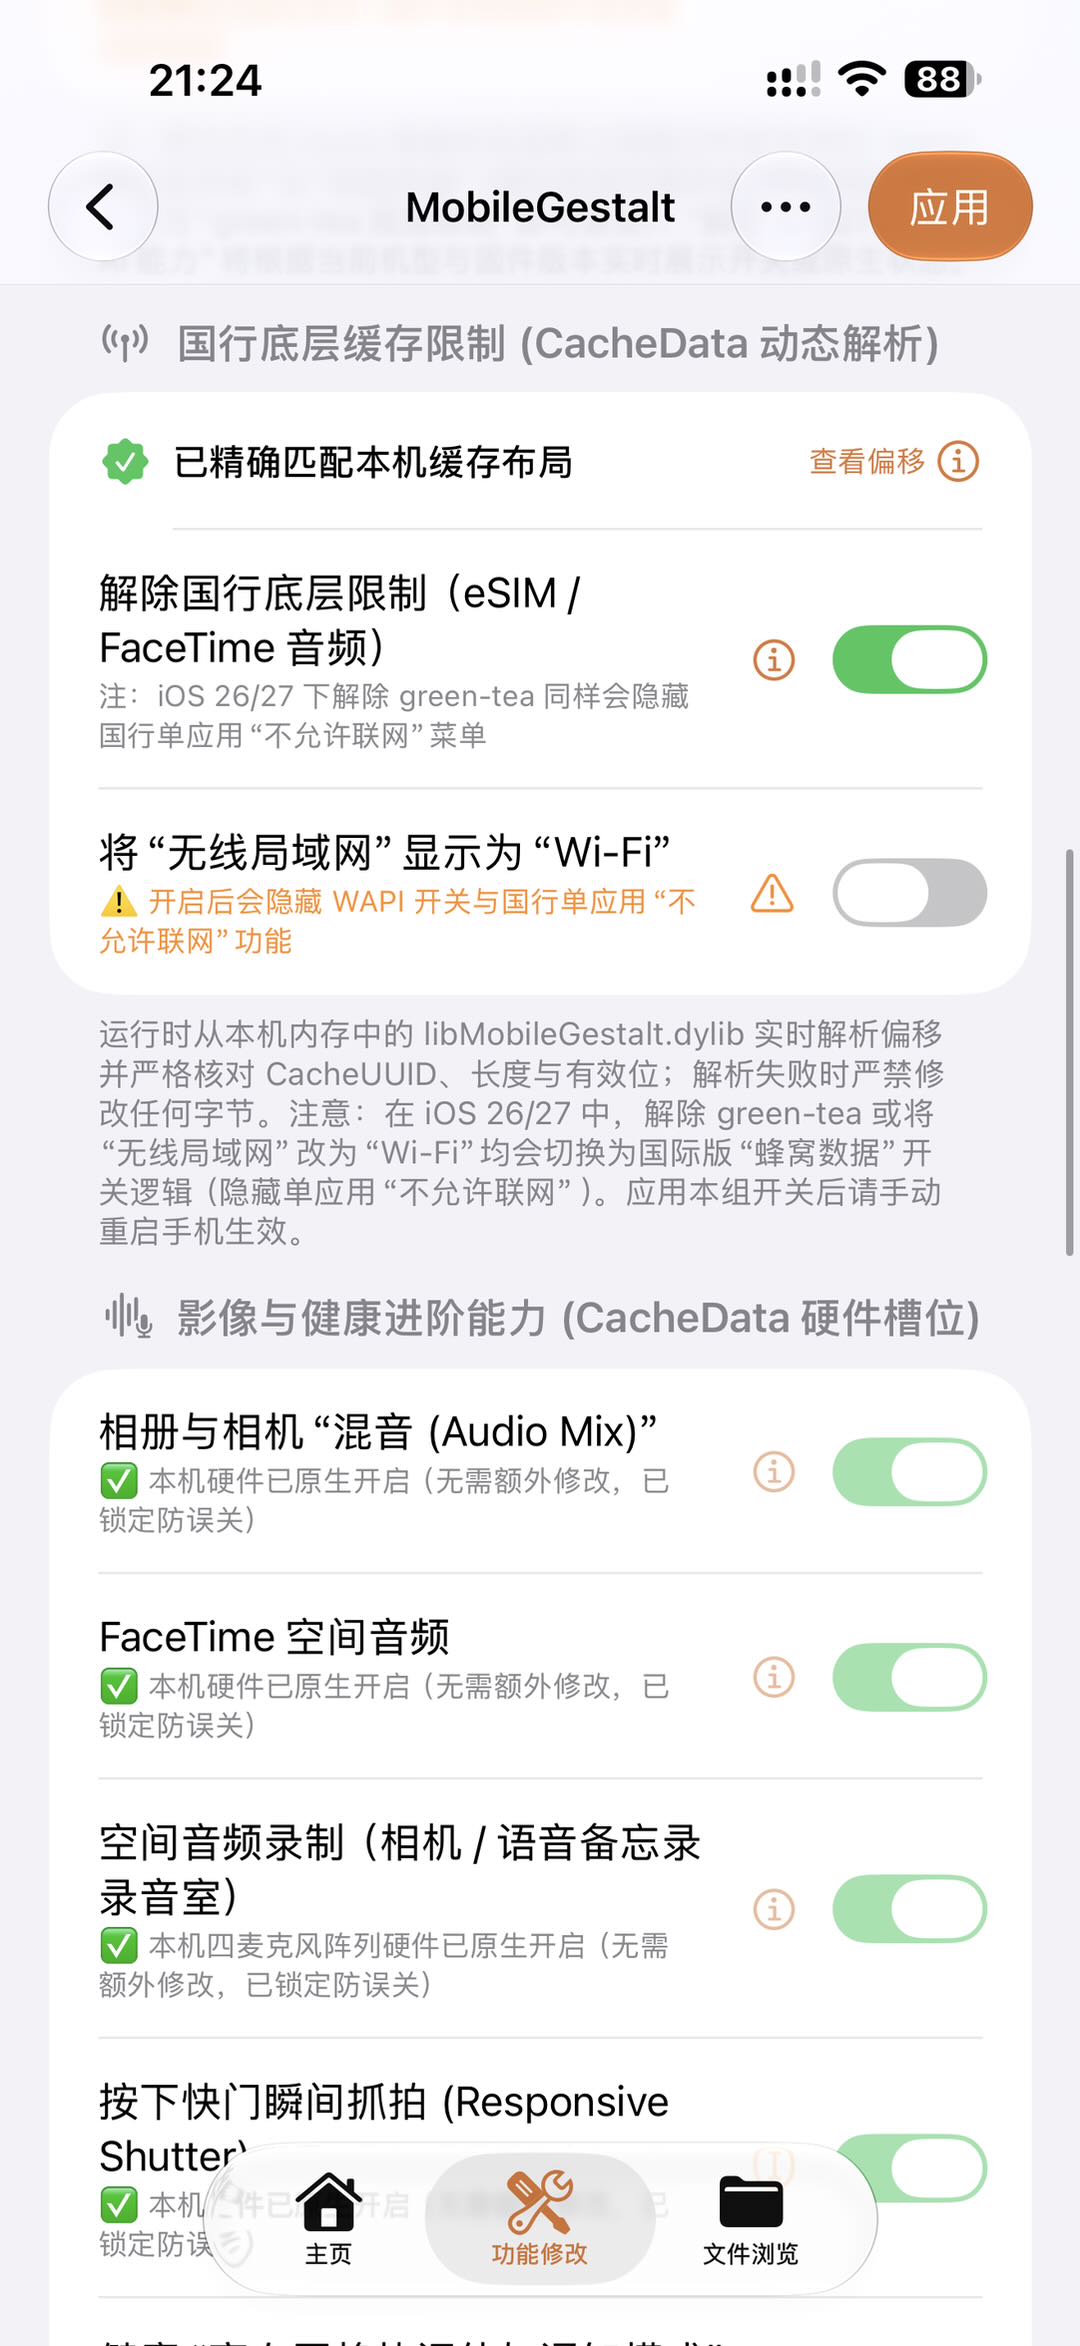 21:24
88
MobileGestalt
应用
国行底层缓存限制 (CacheData 动态解析)
已精确匹配本机缓存布局
查看偏移
解除国行底层限制（eSIM /
FaceTime 音频）
注：iOS 26/27 下解除 green-tea 同样会隐藏
国行单应用 “不允许联网” 菜单
将 “无线局域网” 显示为 “Wi-Fi”
⚠️ 开启后会隐藏 WAPI 开关与国行单应用 “不
允许联网” 功能
运行时从本机内存中的 libMobileGestalt.dylib 实时解析偏移
并严格核对 CacheUUID、长度与有效位；解析失败时严禁修
改任何字节。注意：在 iOS 26/27 中，解除 green-tea 或将
“无线局域网” 改为 “Wi-Fi” 均会切换为国际版 “蜂窝数据” 开
关逻辑（隐藏单应用 “不允许联网” ）。应用本组开关后请手动
重启手机生效。
影像与健康进阶能力 (CacheData 硬件槽位)
相册与相机 “混音 (Audio Mix)”
✅ 本机硬件已原生开启（无需额外修改，已
锁定防误关）
FaceTime 空间音频
✅ 本机硬件已原生开启（无需额外修改，已
锁定防误关）
空间音频录制（相机 / 语音备忘录
录音室）
✅ 本机四麦克风阵列硬件已原生开启（无需
额外修改，已锁定防误关）
按下快门瞬间抓拍 (Responsive
Shutter)
✅ 本机
件已
开启
已
锁定防误
主页
功能修改
文件浏览